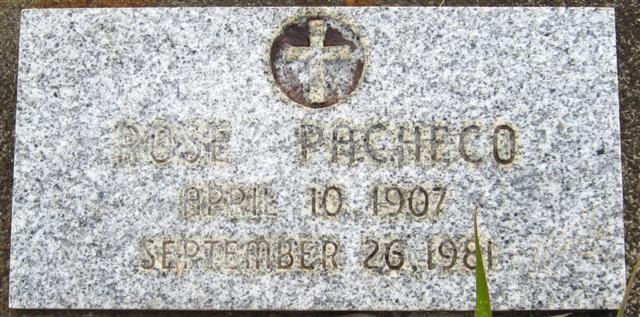 ROSE PACHECO
APRIL 10, 1907
SEPTEMBER 26, 1981